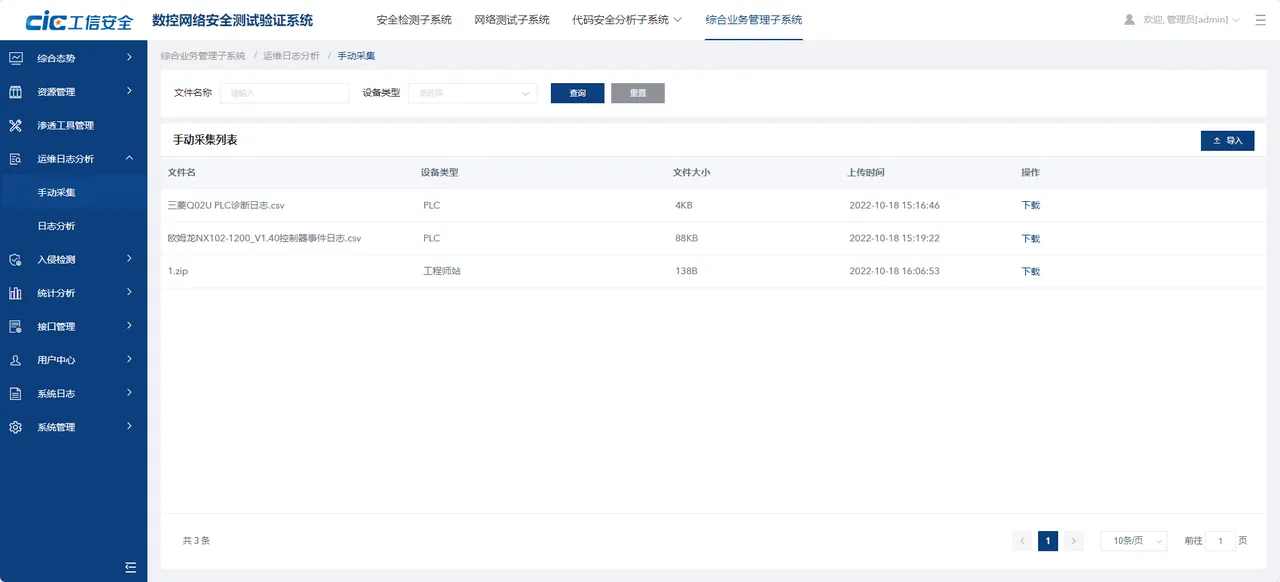 cic工信安全 数控网络安全测试验证系统 安全检测子系统 网络测试子系统 代码安全分析子系统 综合业务管理子系统 欢迎, 管理员[admin]
综合态势
资源管理
渗透工具管理
运维日志分析
手动采集
日志分析
入侵检测
统计分析
接口管理
用户中心
系统日志
系统管理
综合业务管理子系统 / 运维日志分析 / 手动采集
文件名称 请输入 设备类型 请选择 查询 重置
手动采集列表 导入
文件名 设备类型 文件大小 上传时间 操作
三菱Q02U PLC诊断日志.csv PLC 4KB 2022-10-18 15:16:46 下载
欧姆龙NX102-1200_V1.40控制器事件日志.csv PLC 88KB 2022-10-18 15:19:22 下载
1.zip 工程师站 138B 2022-10-18 16:06:53 下载
共 3 条 1 10条/页 前往 1 页